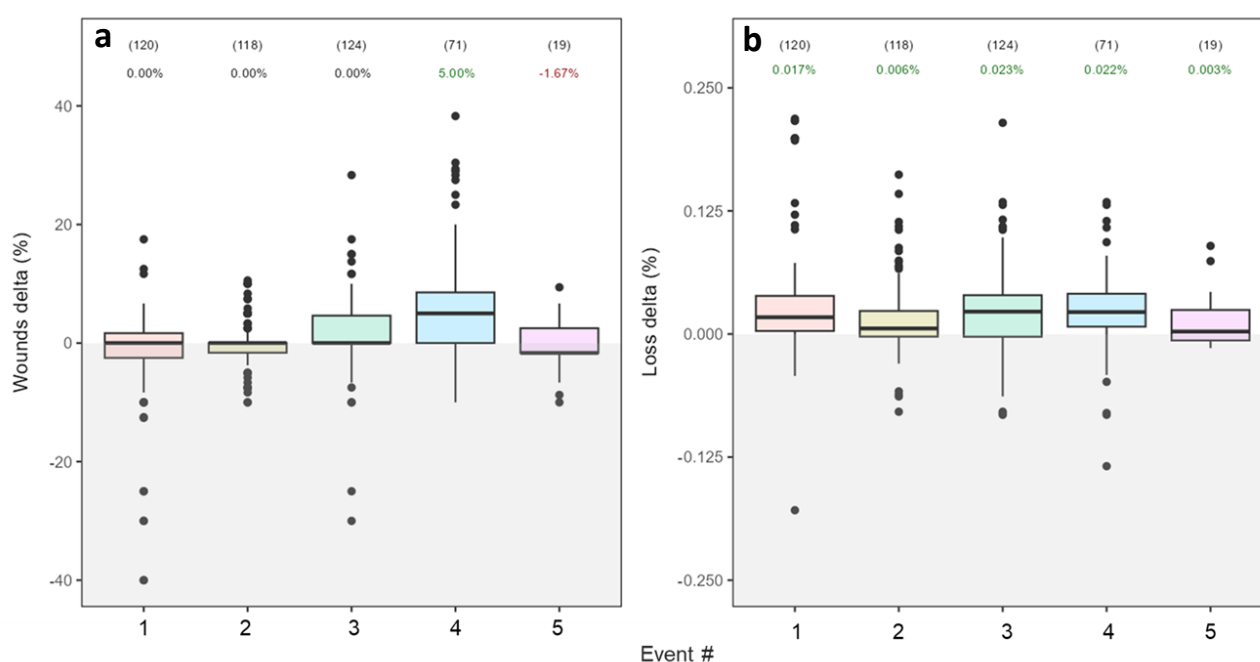 a
(120) (118) (124) (71) (19)
0.00% 0.00% 0.00% 5.00% -1.67%
40
20
0
-20
-40
Wounds delta (%)
1 2 3 4 5
b
(120) (118) (124) (71) (19)
0.017% 0.006% 0.023% 0.022% 0.003%
0.250
0.125
0.000
-0.125
-0.250
Loss delta (%)
1 2 3 4 5
Event #